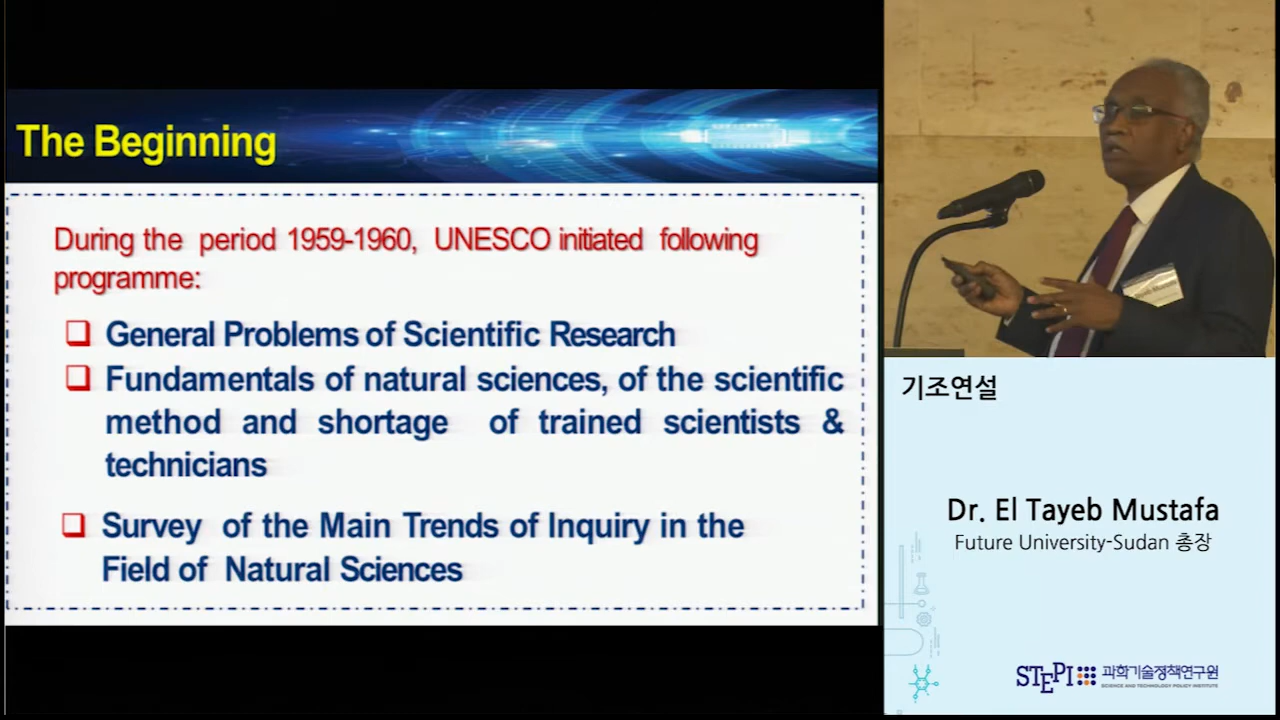 The Beginning
During the period 1959-1960, UNESCO initiated following
programme:
❑ General Problems of Scientific Research
❑ Fundamentals of natural sciences, of the scientific
method and shortage of trained scientists &
technicians
❑ Survey of the Main Trends of Inquiry in the
Field of Natural Sciences
기조연설
Dr. El Tayeb Mustafa
Future University-Sudan 총장
STEPI 과학기술정책연구원
SCIENCE AND TECHNOLOGY POLICY INSTITUTE